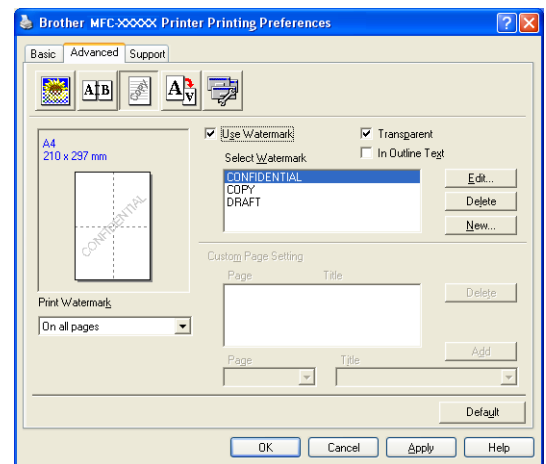 Brother MFC-XXXXX Printer Printing Preferences
Basic Advanced Support
A B
COPY
A V
A4
210 x 297 mm
CONFIDENTIAL
Print Watermark
On all pages
Use Watermark
Transparent
In Outline Text
Select Watermark
CONFIDENTIAL
COPY
DRAFT
Edit...
Delete
New...
Custom Page Setting
Page Title
Delete
Add
Page Title
Default
OK Cancel Apply Help